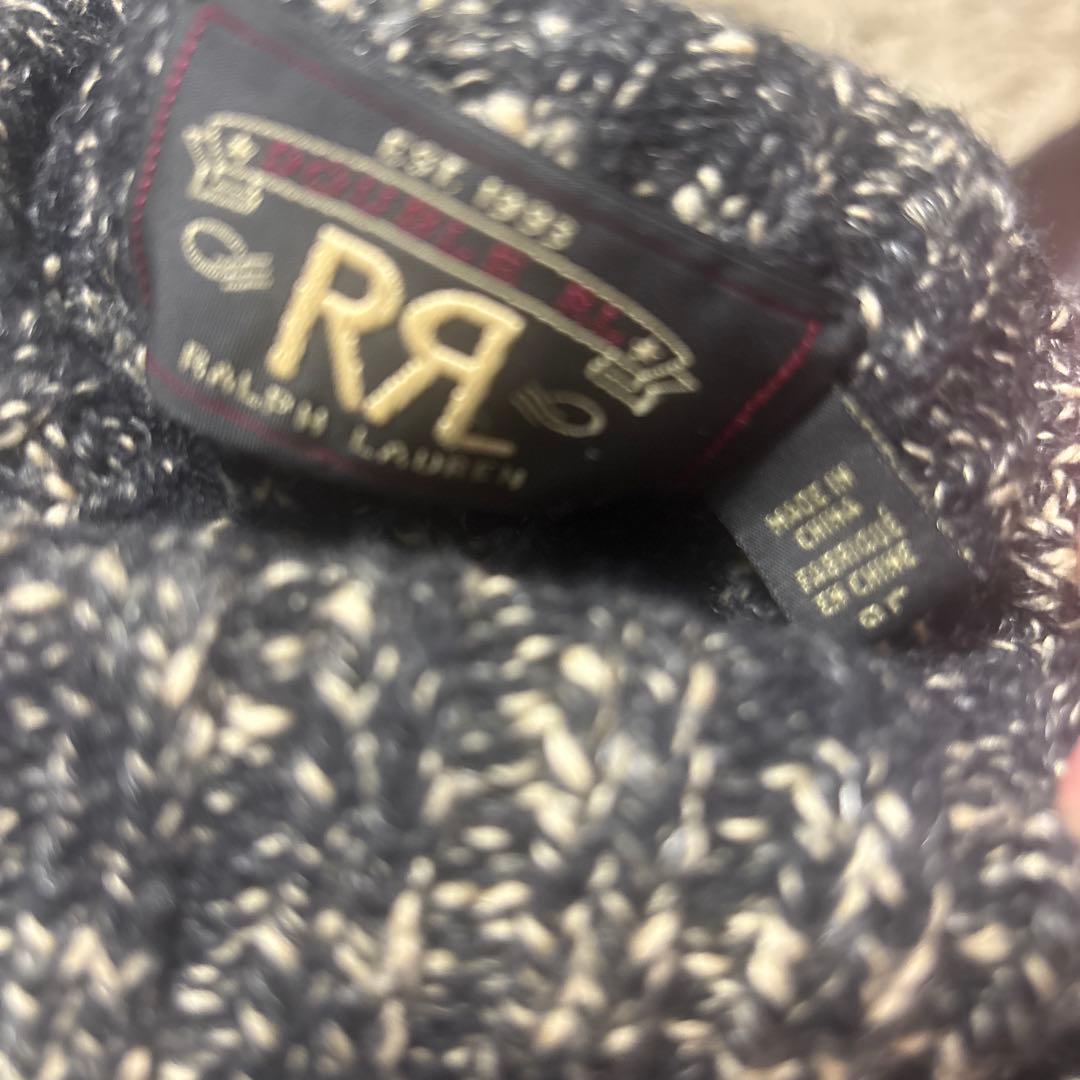 EST. 1993
DOUBLE RL
RRL
RALPH LAUREN
MADE IN
CHINA
FABRIQUÉ
EN CHINE